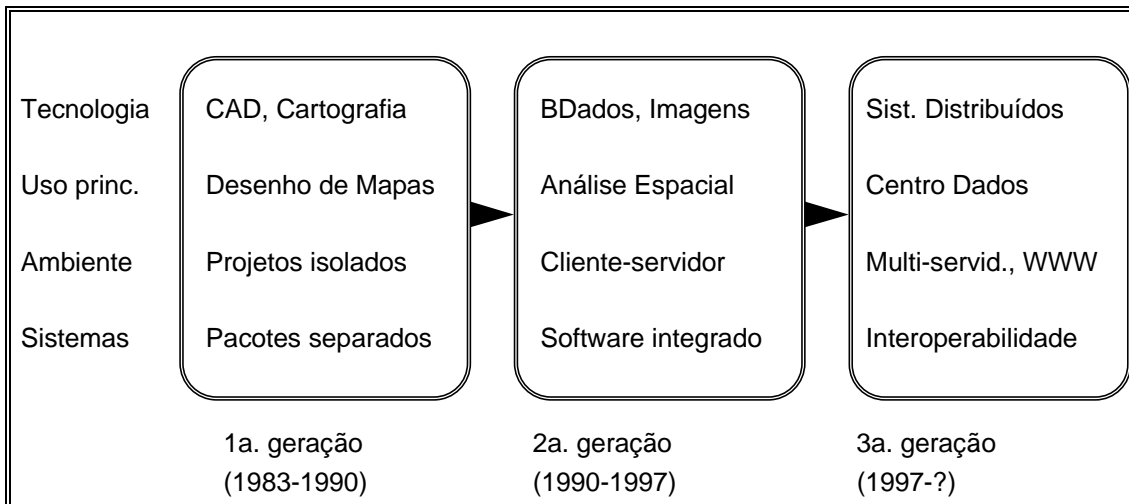 Tecnologia CAD, Cartografia BDados, Imagens Sist. Distribuídos
Uso princ. Desenho de Mapas Análise Espacial Centro Dados
Ambiente Projetos isolados Cliente-servidor Multi-servid., WWW
Sistemas Pacotes separados Software integrado Interoperabilidade
1a. geração 2a. geração 3a. geração
(1983-1990) (1990-1997) (1997-?)